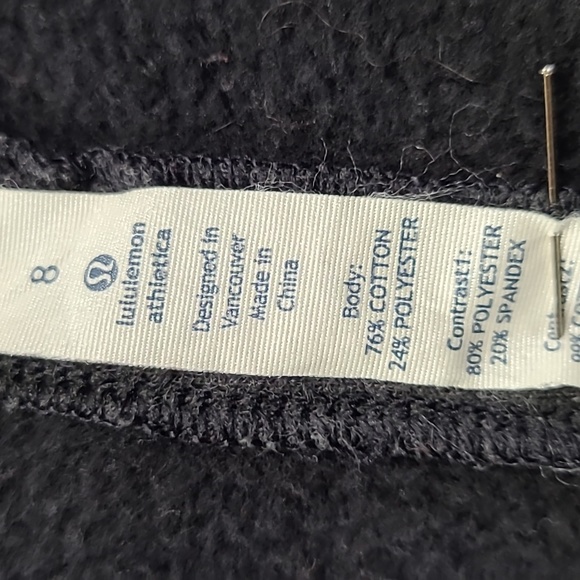 8
lululemon
athletica
Designed in
Vancouver
Made in
China
Body:
76% COTTON
24% POLYESTER
Contrast1:
80% POLYESTER
20% SPANDEX